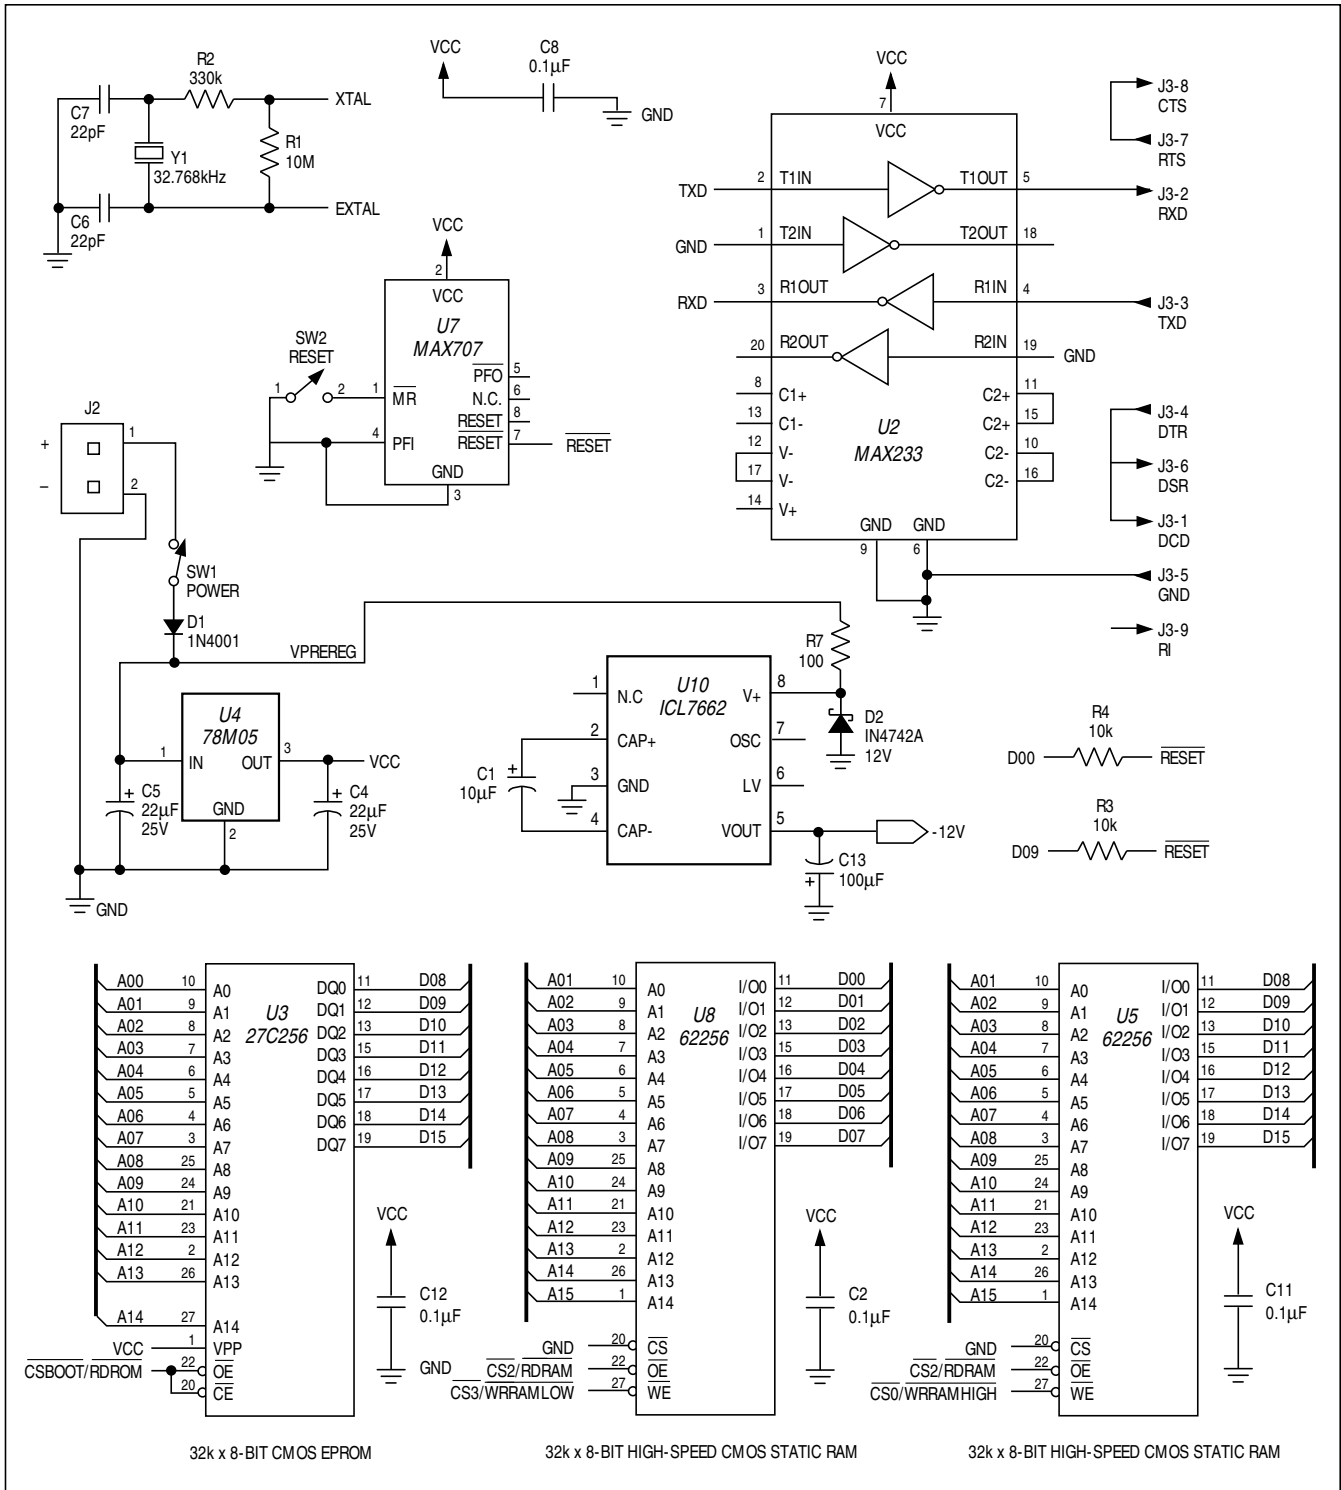 R2
330k
XTAL
C7
22pF
Y1
32.768kHz
R1
10M
C6
22pF
EXTAL
VCC
C8
0.1µF
GND
VCC
7
VCC
TXD 2 T1IN T1OUT 5
GND 1 T2IN T2OUT 18
RXD 3 R1OUT R1IN 4
20 R2OUT R2IN 19 GND
8 C1+ C2+ 11
13 C1- C2+ 15
12 V- C2- 10
17 V- C2- 16
14 V+
U2
MAX233
GND GND
9 6
J3-8
CTS
J3-7
RTS
J3-2
RXD
J3-3
TXD
J3-4
DTR
J3-6
DSR
J3-1
DCD
J3-5
GND
J3-9
RI
VCC
2
VCC
U7
MAX707
SW2
RESET
1 2 1 MR
4 PFI
PFO 5
N.C. 6
RESET 8
RESET 7 RESET
GND
3
J2
+ 1
- 2
SW1
POWER
D1
1N4001
VPREREG
U4
78M05
1 IN OUT 3 VCC
GND
2
C5
22µF
25V
C4
22µF
25V
GND
R7
100
U10
ICL7662
1 N.C V+ 8
2 CAP+ OSC 7
3 GND LV 6
4 CAP- VOUT 5
C1
10µF
D2
IN4742A
12V
-12V
C13
100µF
R4
10k
D00 RESET
R3
10k
D09 RESET
U3
27C256
A00 10 A0 DQ0 11 D08
A01 9 A1 DQ1 12 D09
A02 8 A2 DQ2 13 D10
A03 7 A3 DQ3 15 D11
A04 6 A4 DQ4 16 D12
A05 5 A5 DQ5 17 D13
A06 4 A6 DQ6 18 D14
A07 3 A7 DQ7 19 D15
A08 25 A8
A09 24 A9
A10 21 A10
A11 23 A11
A12 2 A12
A13 26 A13
A14 27 A14
VCC 1 VPP
CSBOOT/RDROM 22 OE
20 CE
VCC
C12
0.1µF
GND
32k x 8-BIT CMOS EPROM
U8
62256
A01 10 A0 I/O0 11 D00
A02 9 A1 I/O1 12 D01
A03 8 A2 I/O2 13 D02
A04 7 A3 I/O3 15 D03
A05 6 A4 I/O4 16 D04
A06 5 A5 I/O5 17 D05
A07 4 A6 I/O6 18 D06
A08 3 A7 I/O7 19 D07
A09 25 A8
A10 24 A9
A11 21 A10
A12 23 A11
A13 2 A12
A14 26 A13
A15 1 A14
GND 20 CS
CS2/RDRAM 22 OE
CS3/WRRAMLOW 27 WE
VCC
C2
0.1µF
32k x 8-BIT HIGH-SPEED CMOS STATIC RAM
U5
62256
A01 10 A0 I/O0 11 D08
A02 9 A1 I/O1 12 D09
A03 8 A2 I/O2 13 D10
A04 7 A3 I/O3 15 D11
A05 6 A4 I/O4 16 D12
A06 5 A5 I/O5 17 D13
A07 4 A6 I/O6 18 D14
A08 3 A7 I/O7 19 D15
A09 25 A8
A10 24 A9
A11 21 A10
A12 23 A11
A13 2 A12
A14 26 A13
A15 1 A14
GND 20 CS
CS2/RDRAM 22 OE
CS0/WRRAMHIGH 27 WE
VCC
C11
0.1µF
32k x 8-BIT HIGH-SPEED CMOS STATIC RAM